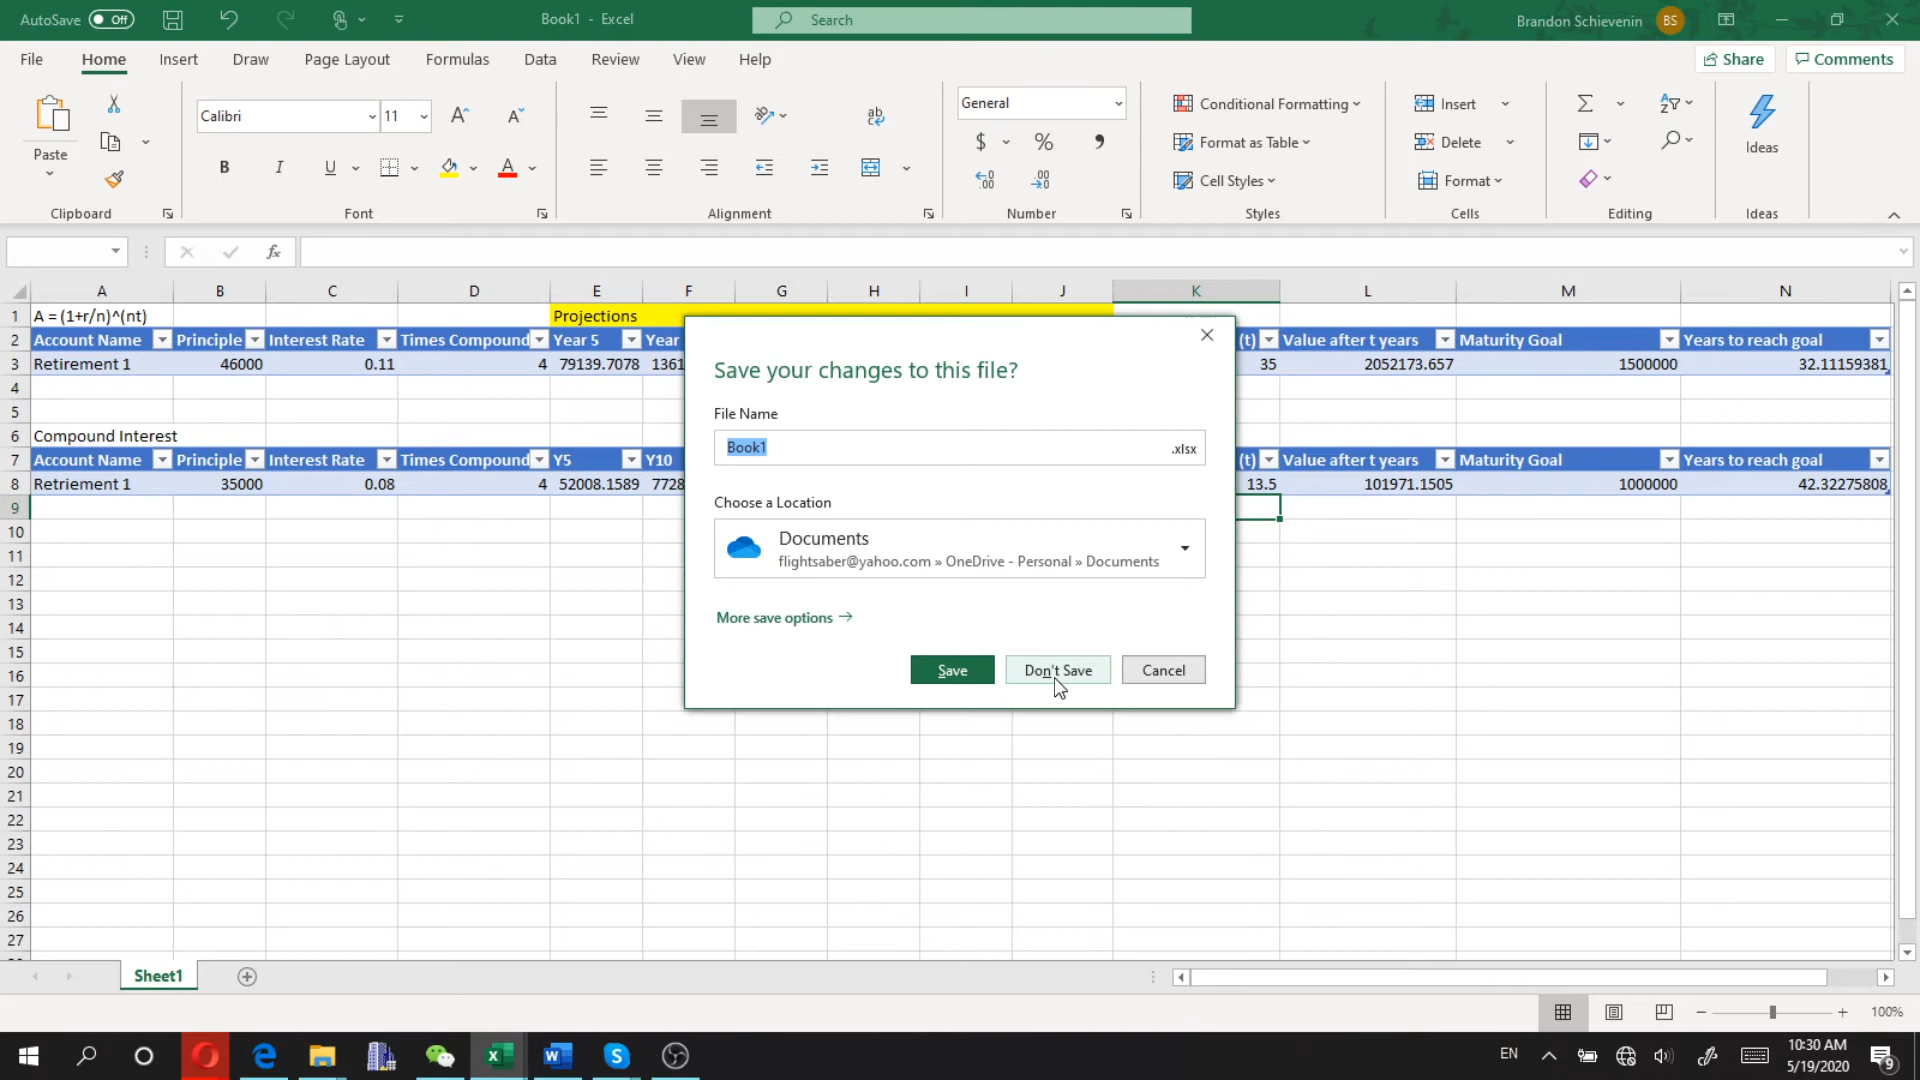 AutoSave Off Book1 - Excel Search Brandon Schievenin BS
File Home Insert Draw Page Layout Formulas Data Review View Help Share Comments
Calibri 11 General Conditional Formatting Insert
Paste $ % Format as Table Delete Ideas
B I U A Cell Styles Format
Clipboard Font Alignment Number Styles Cells Editing Ideas
fx
A B C D E F G H I J K L M N
1 A = (1+r/n)^(nt) Projections
2 Account Name Principle Interest Rate Times Compound Year 5 Year (t) Value after t years Maturity Goal Years to reach goal
3 Retirement 1 46000 0.11 4 79139.7078 1361 35 2052173.657 1500000 32.11159381
4
5
6 Compound Interest
7 Account Name Principle Interest Rate Times Compound Y5 Y10 (t) Value after t years Maturity Goal Years to reach goal
8 Retriement 1 35000 0.08 4 52008.1589 7728 13.5 101971.1505 1000000 42.32275808
9
10
11
12
13
14
15
16
17
18
19
20
21
22
23
24
25
26
27
Save your changes to this file?
File Name
Book1 .xlsx
Choose a Location
Documents
flightsaber@yahoo.com » OneDrive - Personal » Documents
More save options
Save Don't Save Cancel
Sheet1
100%
EN 10:30 AM
5/19/2020 9